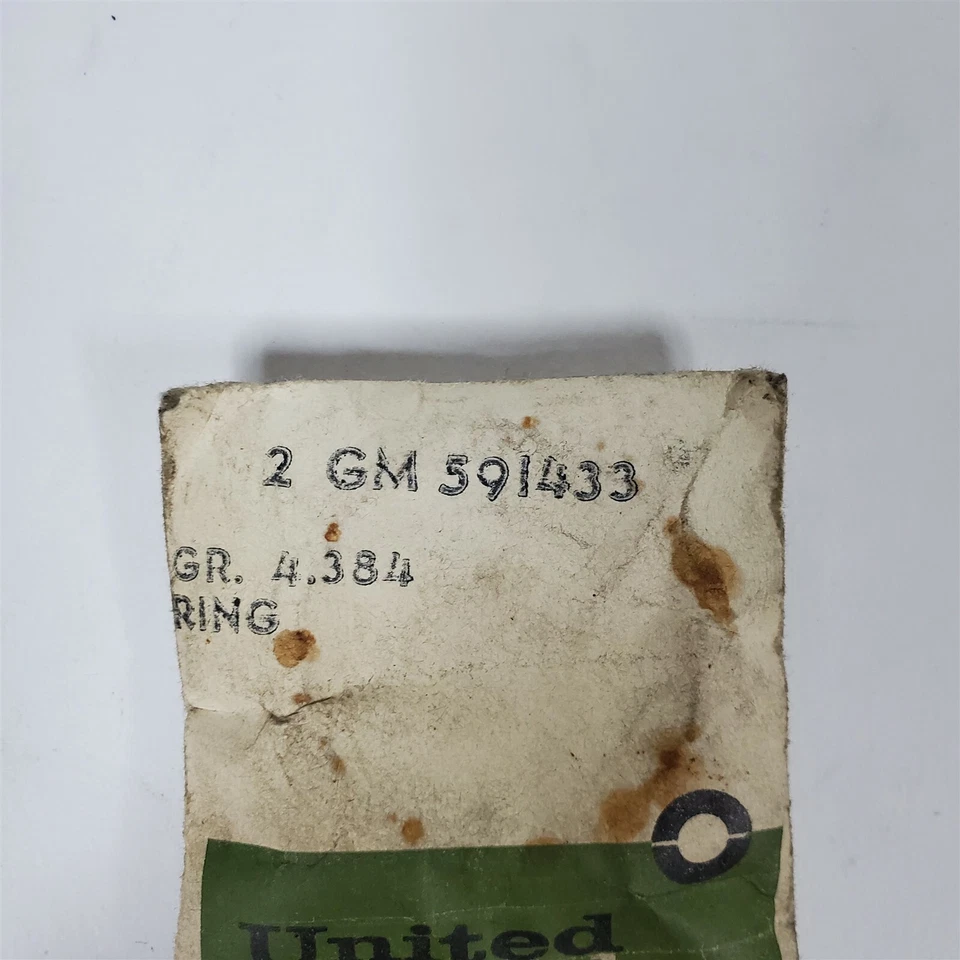 2 GM 591433
GR. 4.384
RING
United